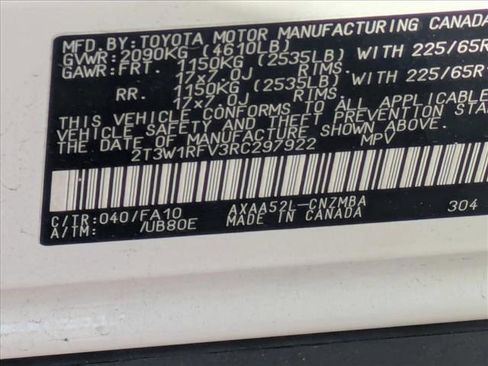 MFD.BY:TOYOTA MOTOR MANUFACTURING CANADA
GVWR:2090KG (4610LB)
GAWR:FRT. 1150KG (2535LB) WITH 225/65R
17x7.0J RIMS.
RR. 1150KG (2535LB) WITH 225/65R
17x7.0J RIMS.
THIS VEHICLE CONFORMS TO ALL APPLICABLE
SAFETY, BUMPER AND THEFT PREVENTION STA
THE DATE OF MANUFACTURE SHOWN ABOVE.
2T3W1RFV3RC297922 MPV
C/TR:040/FA10 AXAA52L-CNZMBA 304
A/TM: /UB80E MADE IN CANADA